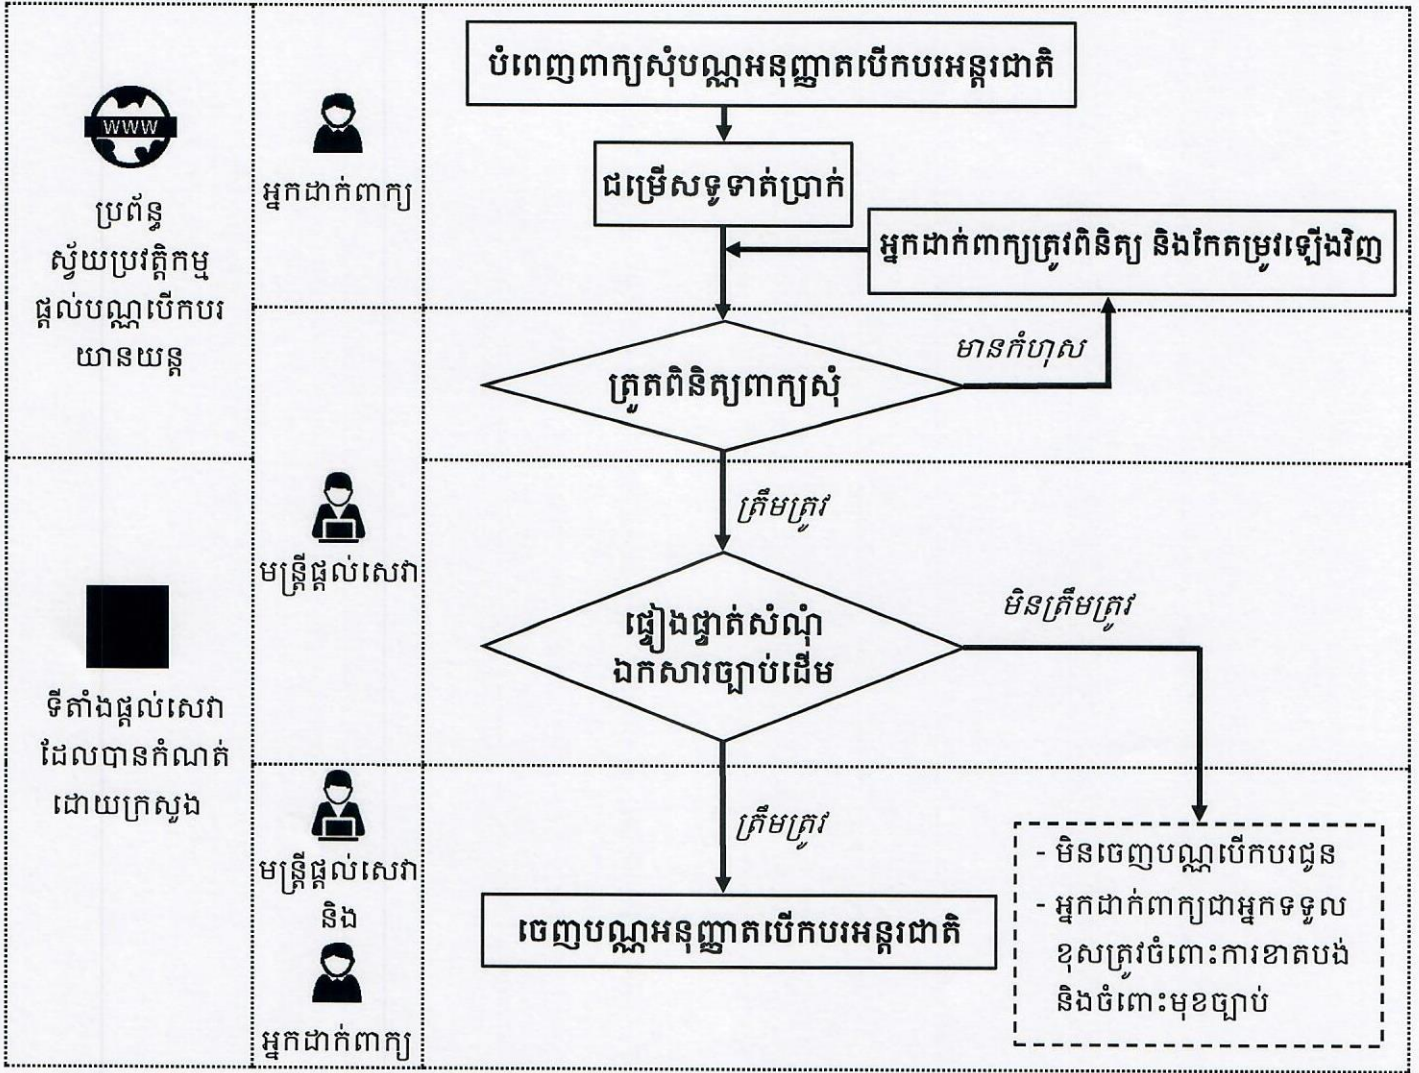 បំពេញពាក្យសុំបណ្ណអនុញ្ញាតបើកបរអន្តរជាតិ
WWW
ប្រព័ន្ធ
ស្វ័យប្រវត្តិកម្ម
ផ្តល់បណ្ណបើកបរ
យានយន្ត
អ្នកដាក់ពាក្យ
ជម្រើសទូទាត់ប្រាក់
អ្នកដាក់ពាក្យត្រូវពិនិត្យ និងកែតម្រូវឡើងវិញ
មានកំហុស
ត្រួតពិនិត្យពាក្យសុំ
ត្រឹមត្រូវ
មន្ត្រីផ្តល់សេវា
ផ្ទៀងផ្ទាត់សំណុំ
ឯកសារច្បាប់ដើម
មិនត្រឹមត្រូវ
ទីតាំងផ្តល់សេវា
ដែលបានកំណត់
ដោយក្រសួង
ត្រឹមត្រូវ
មន្ត្រីផ្តល់សេវា
និង
អ្នកដាក់ពាក្យ
ចេញបណ្ណអនុញ្ញាតបើកបរអន្តរជាតិ
- មិនចេញបណ្ណបើកបរជូន
- អ្នកដាក់ពាក្យជាអ្នកទទួល
ខុសត្រូវចំពោះការខាតបង់
និងចំពោះមុខច្បាប់